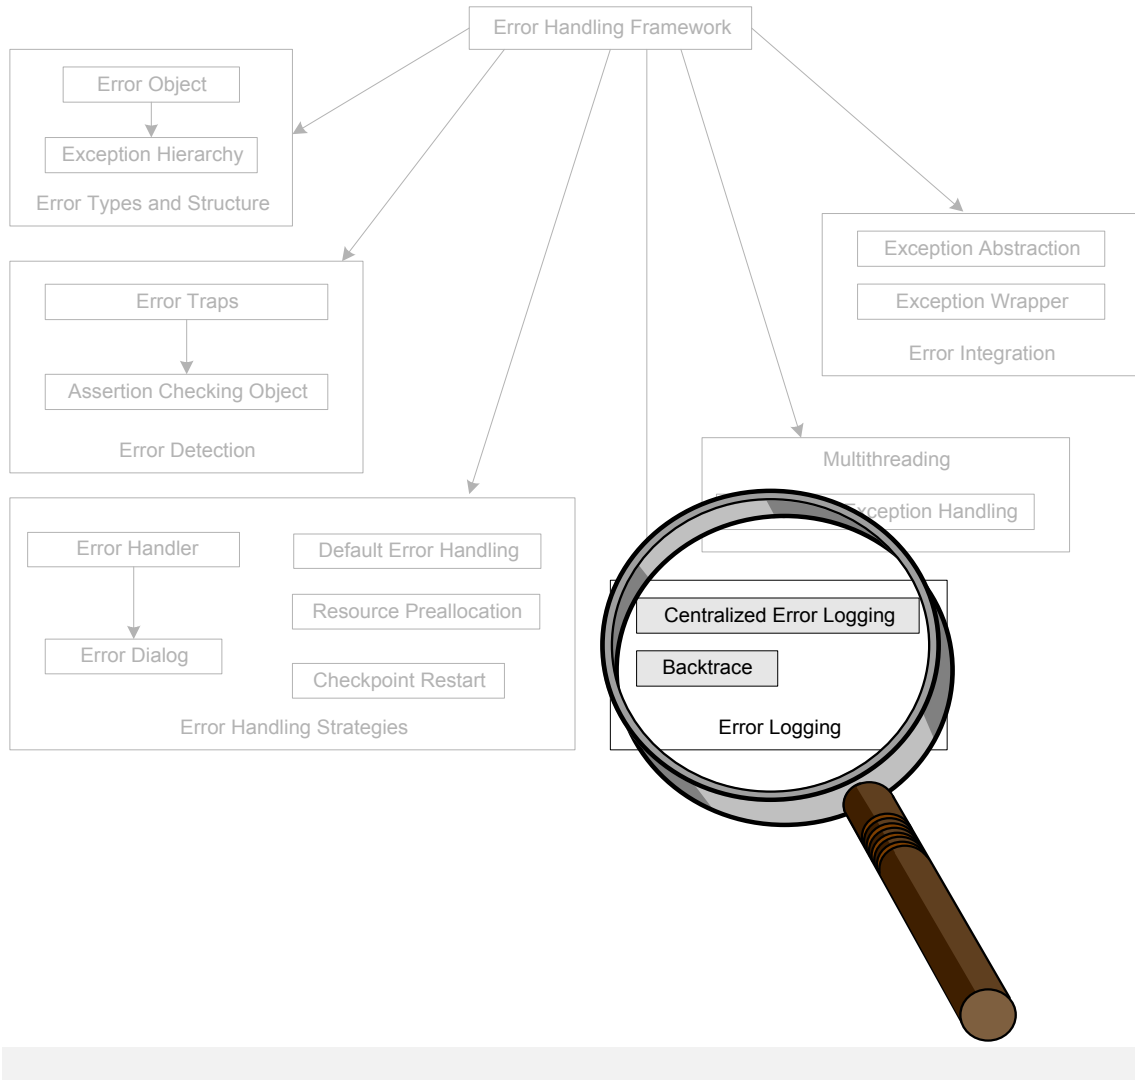 Error Handling Framework
Error Object
Exception Hierarchy
Error Types and Structure
Error Traps
Assertion Checking Object
Error Detection
Error Handler
Error Dialog
Default Error Handling
Resource Preallocation
Checkpoint Restart
Error Handling Strategies
Exception Abstraction
Exception Wrapper
Error Integration
Multithreading
Exception Handling
Centralized Error Logging
Backtrace
Error Logging